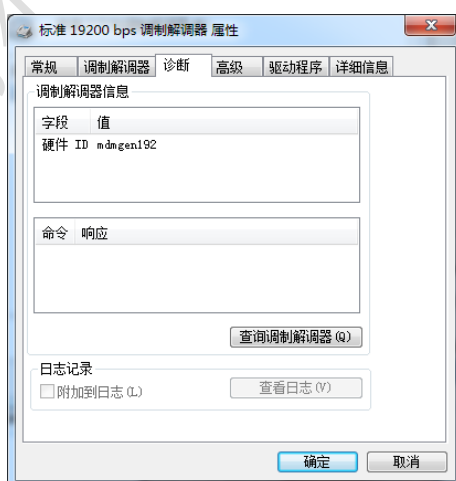 标准 19200 bps 调制解调器 属性
常规 调制解调器 诊断 高级 驱动程序 详细信息
调制解调器信息
字段 值
硬件 ID mdmgen192
命令 响应
查询调制解调器(Q)
日志记录
附加到日志(L) 查看日志(V)
确定 取消